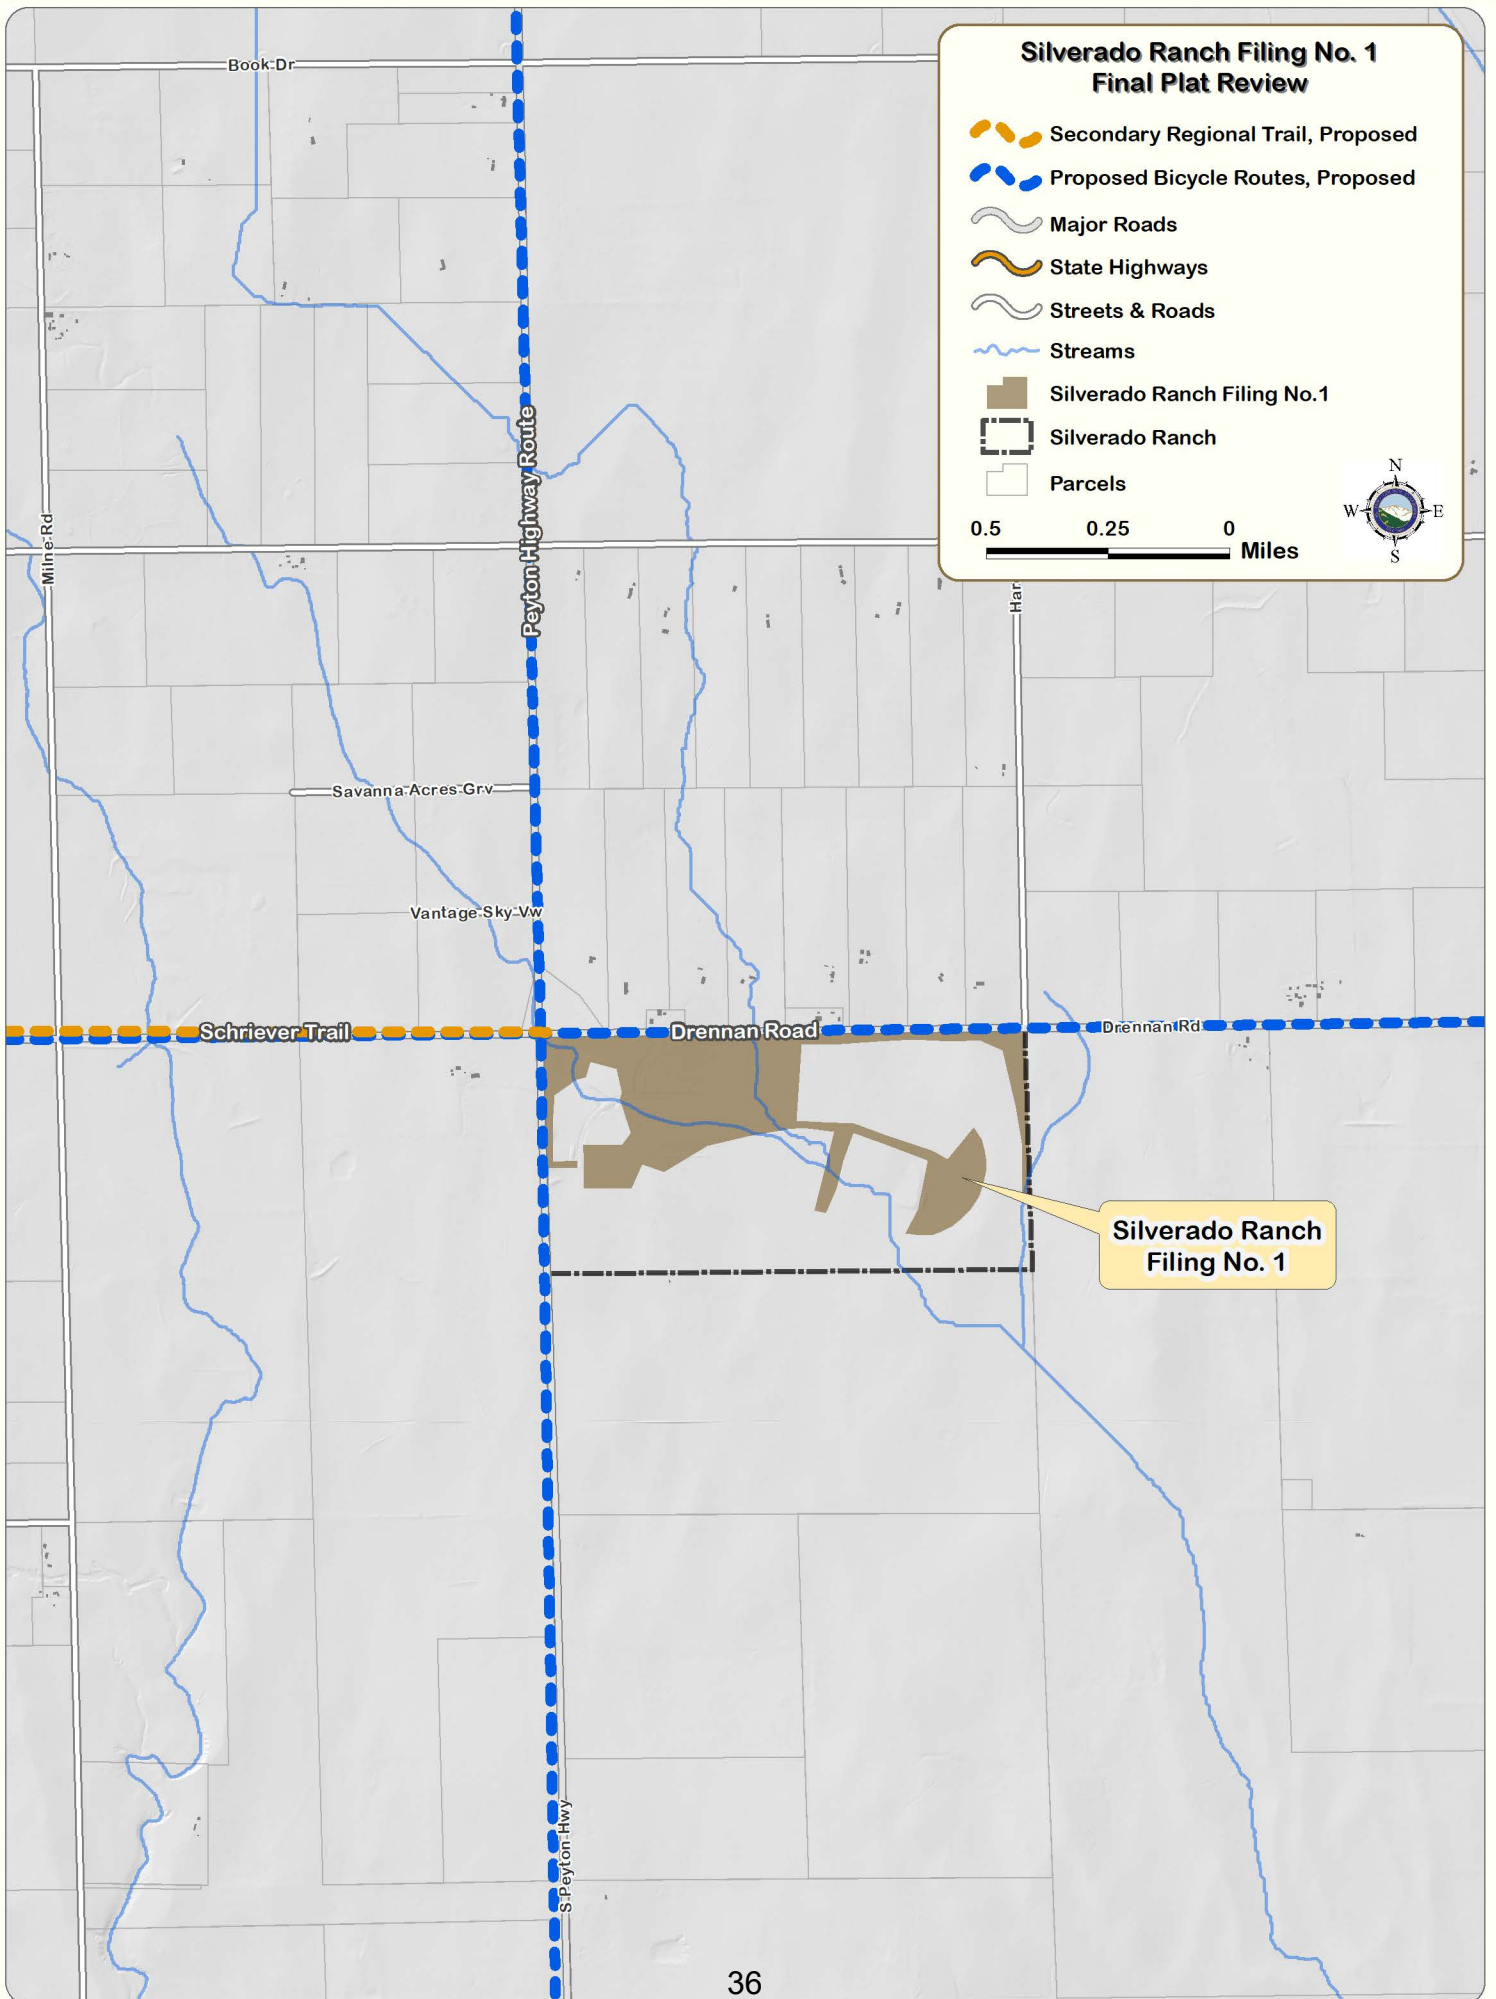 Silverado Ranch Filing No. 1
Final Plat Review
Secondary Regional Trail, Proposed
Proposed Bicycle Routes, Proposed
Major Roads
State Highways
Streets & Roads
Streams
Silverado Ranch Filing No.1
Silverado Ranch
Parcels
N
W
E
S
0.5
0.25
0
Miles
Book Dr
Peyton Highway Route
Milne Rd
Har
Savanna Acres Grv
Vantage Sky Vw
Schriever Trail
Drennan Road
Drennan Rd
Silverado Ranch
Filing No. 1
S Peyton Hwy
36